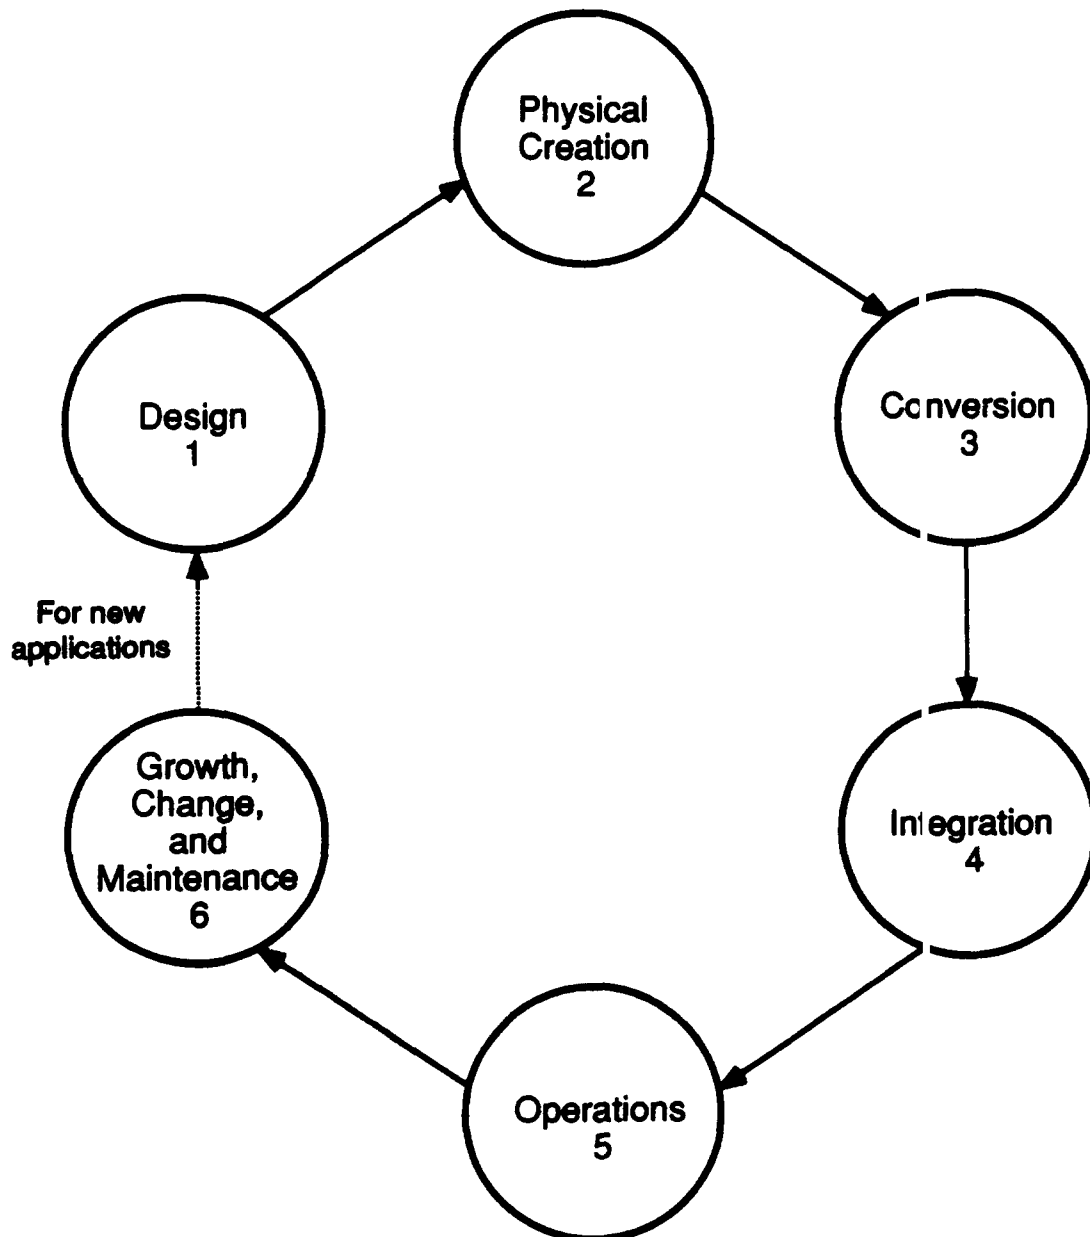 Physical
Creation
2
Conversion
3
Design
1
For new
applications
Growth,
Change,
and
Maintenance
6
Integration
4
Operations
5